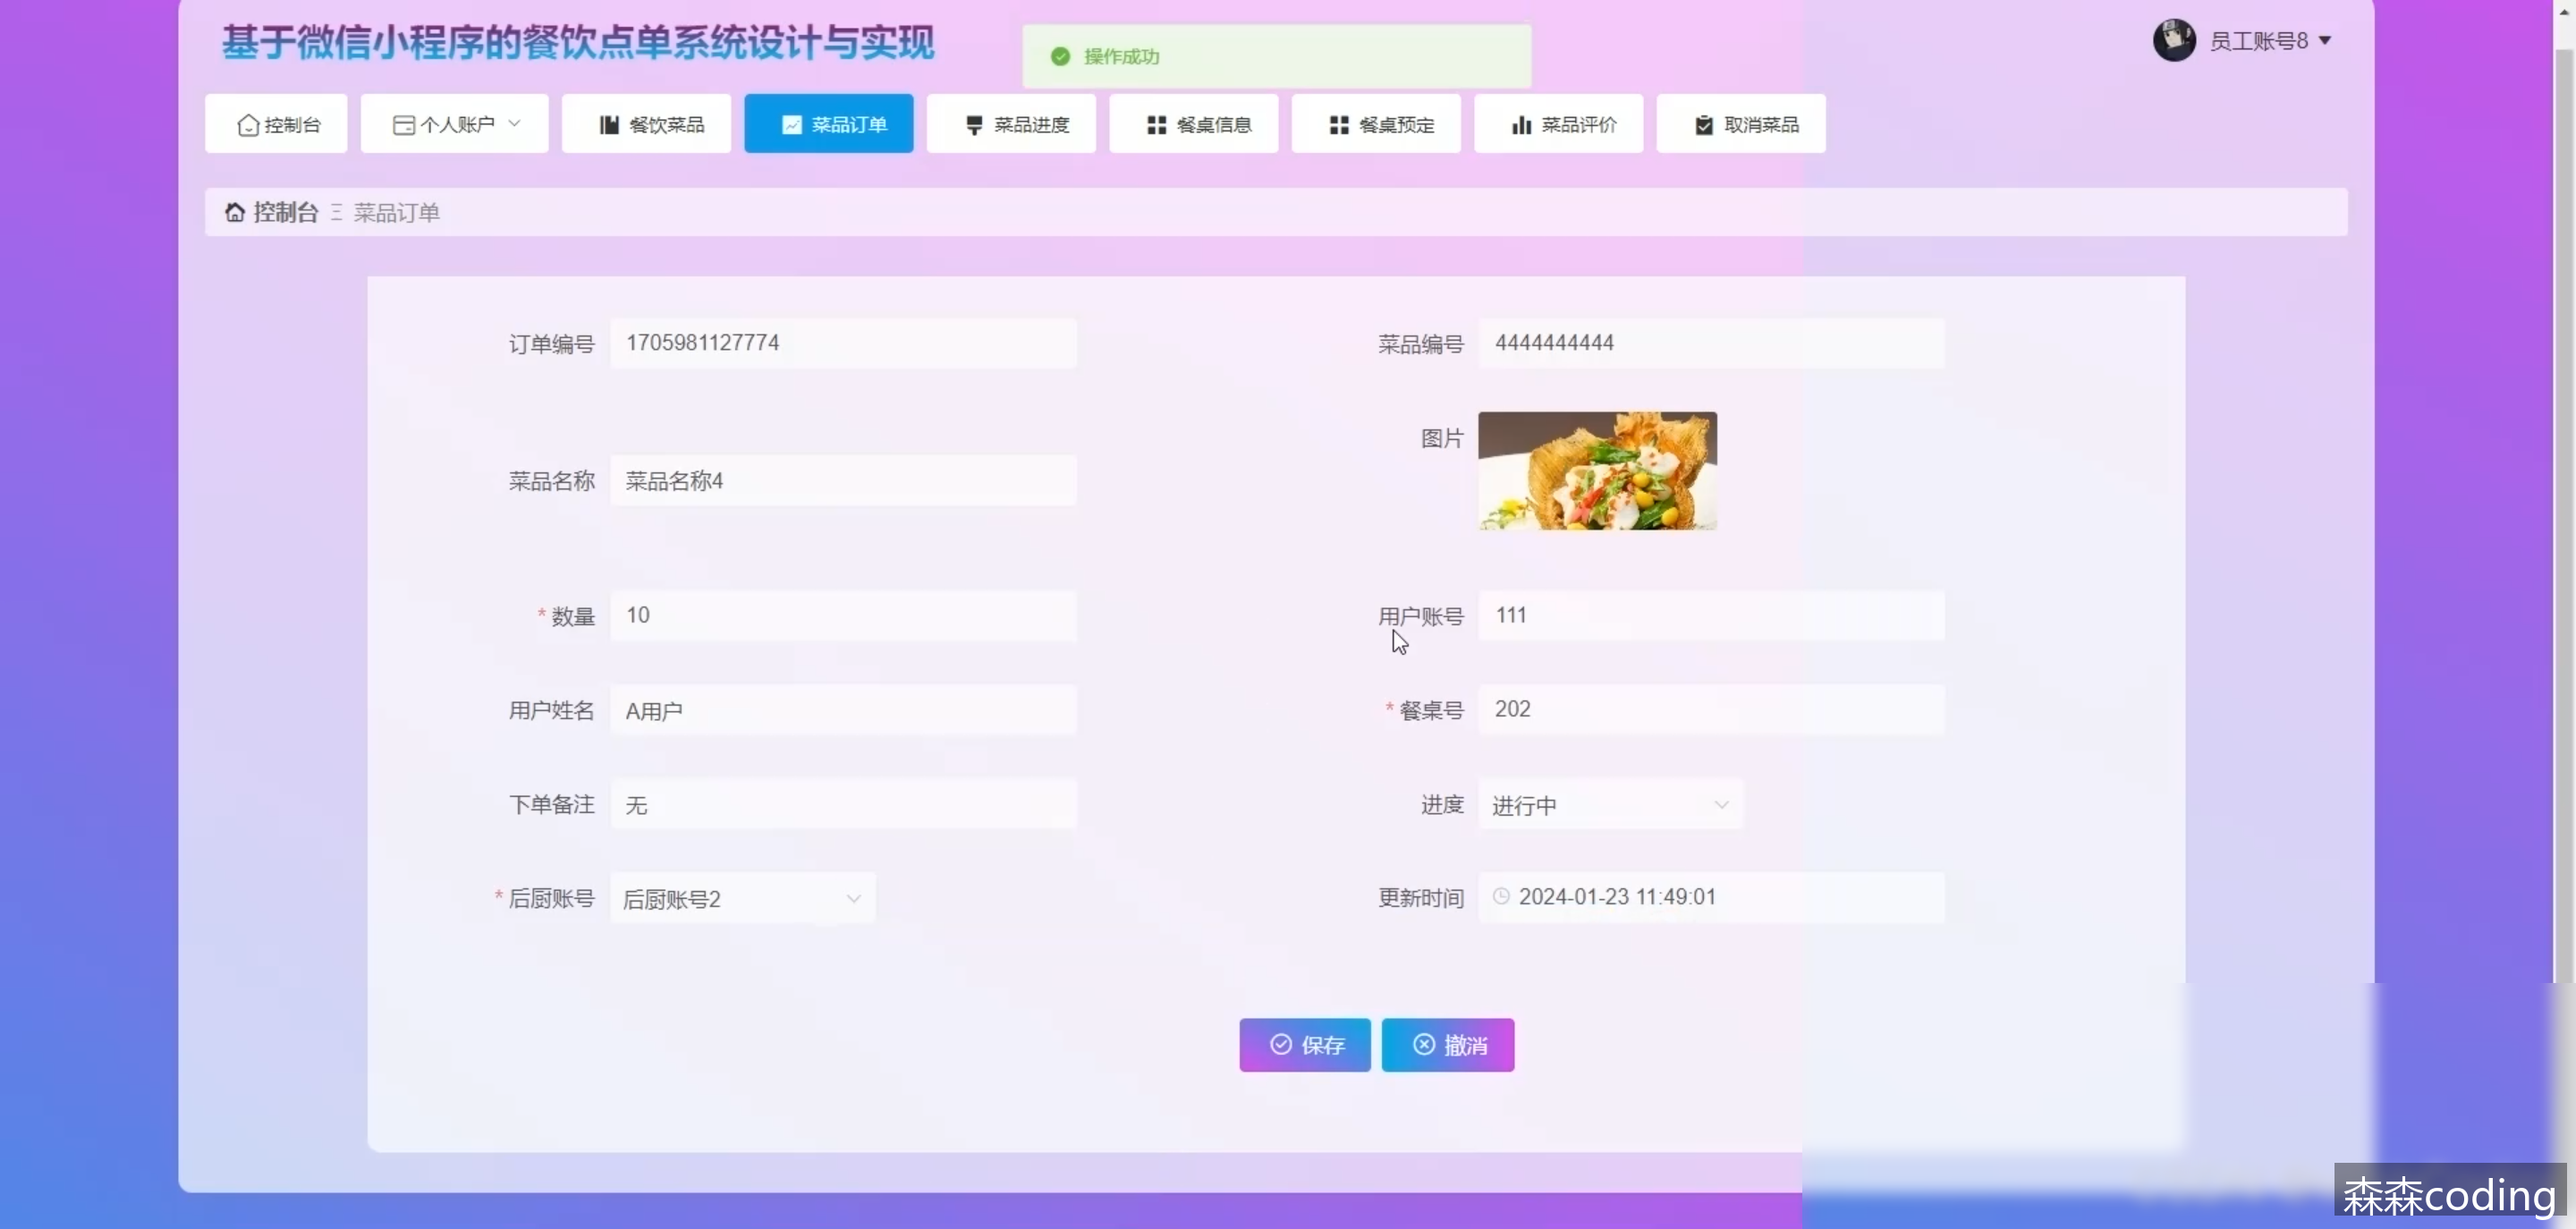 基于微信小程序的餐饮点单系统设计与实现
操作成功
员工账号8
控制台
个人账户
餐饮菜品
菜品订单
菜品进度
餐桌信息
餐桌预定
菜品评价
取消菜品
控制台 菜品订单
订单编号 1705981127774
菜品编号 4444444444
图片
菜品名称 菜品名称4
*数量 10
用户账号 111
用户姓名 A用户
*餐桌号 202
下单备注 无
进度 进行中
*后厨账号 后厨账号2
更新时间 2024-01-23 11:49:01
保存
撤消
森森coding